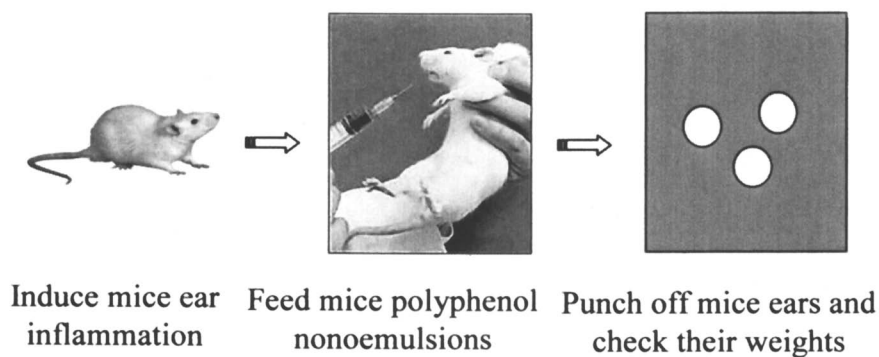 Induce mice ear
inflammation
Feed mice polyphenol
nonoemulsions
Punch off mice ears and
check their weights